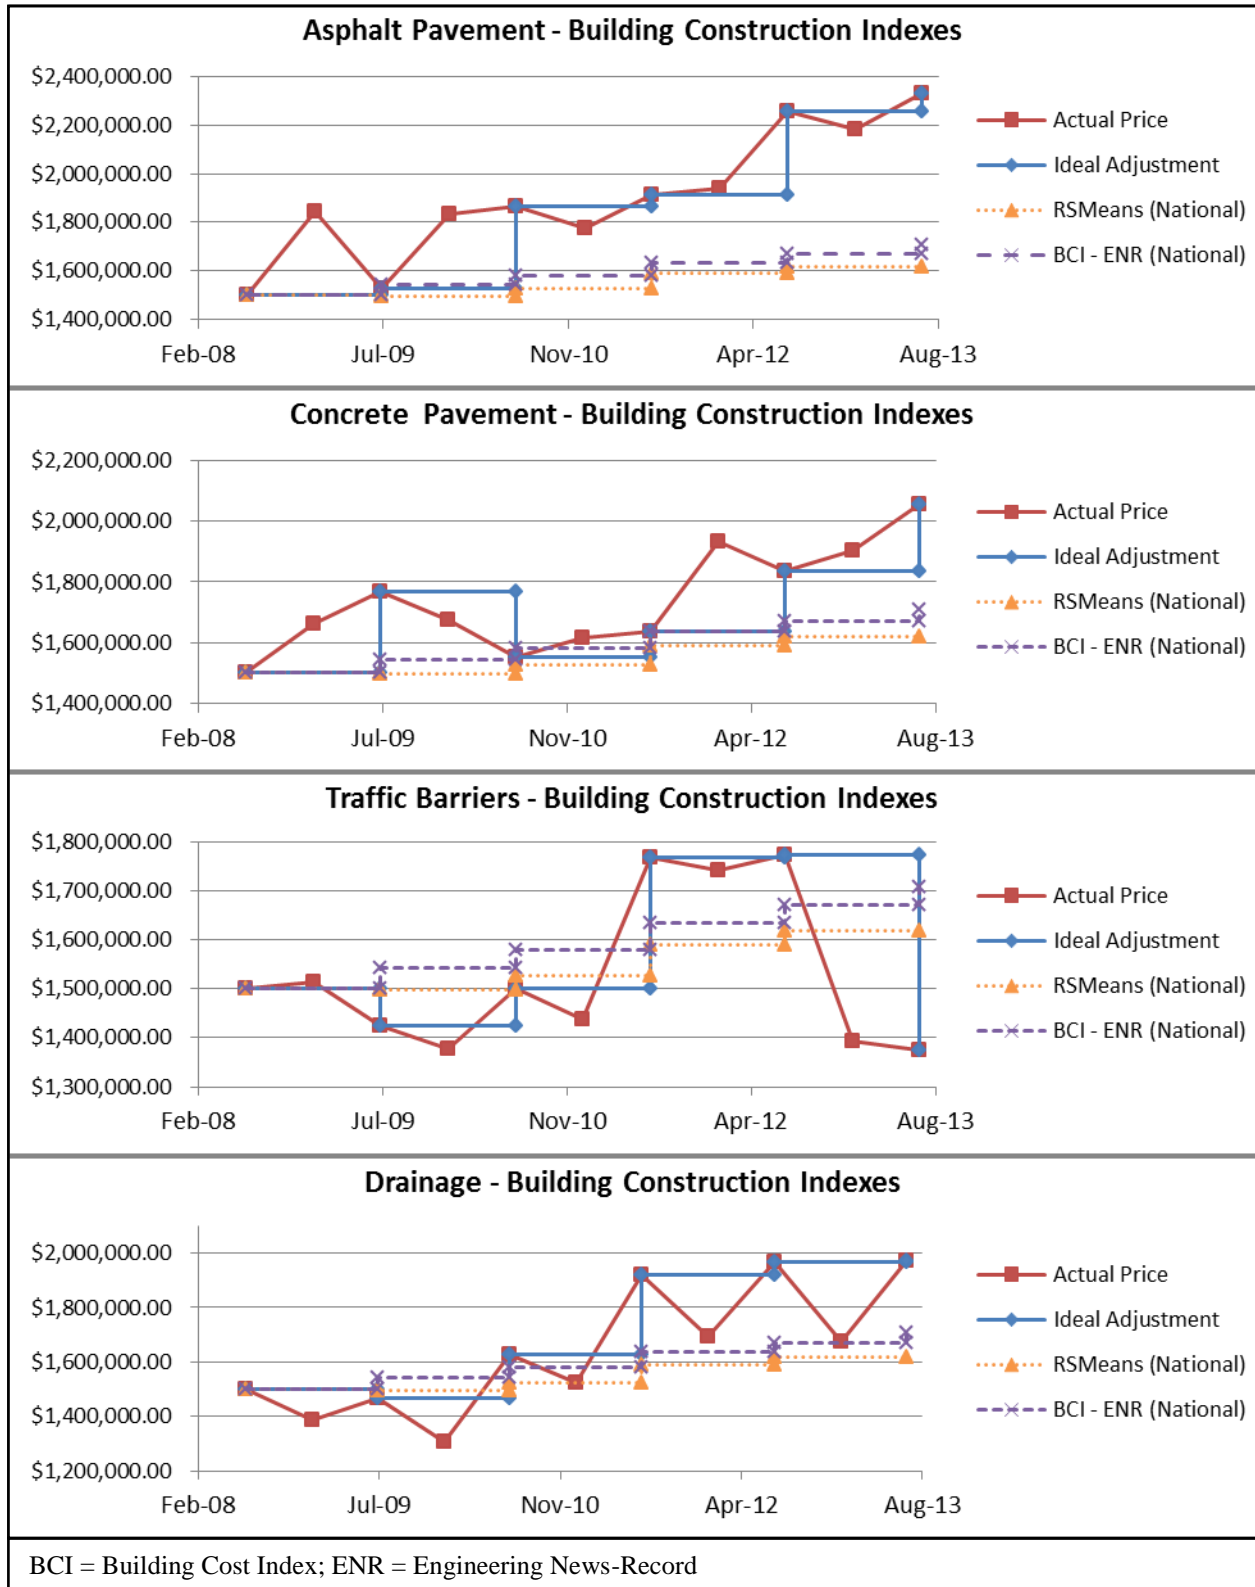 Asphalt Pavement - Building Construction Indexes
$2,400,000.00
$2,200,000.00
$2,000,000.00
$1,800,000.00
$1,600,000.00
$1,400,000.00
Feb-08 Jul-09 Nov-10 Apr-12 Aug-13
Actual Price
Ideal Adjustment
RSMeans (National)
BCI - ENR (National)
Concrete Pavement - Building Construction Indexes
$2,200,000.00
$2,000,000.00
$1,800,000.00
$1,600,000.00
$1,400,000.00
Feb-08 Jul-09 Nov-10 Apr-12 Aug-13
Actual Price
Ideal Adjustment
RSMeans (National)
BCI - ENR (National)
Traffic Barriers - Building Construction Indexes
$1,800,000.00
$1,700,000.00
$1,600,000.00
$1,500,000.00
$1,400,000.00
$1,300,000.00
Feb-08 Jul-09 Nov-10 Apr-12 Aug-13
Actual Price
Ideal Adjustment
RSMeans (National)
BCI - ENR (National)
Drainage - Building Construction Indexes
$2,000,000.00
$1,800,000.00
$1,600,000.00
$1,400,000.00
$1,200,000.00
Feb-08 Jul-09 Nov-10 Apr-12 Aug-13
Actual Price
Ideal Adjustment
RSMeans (National)
BCI - ENR (National)
BCI = Building Cost Index; ENR = Engineering News-Record